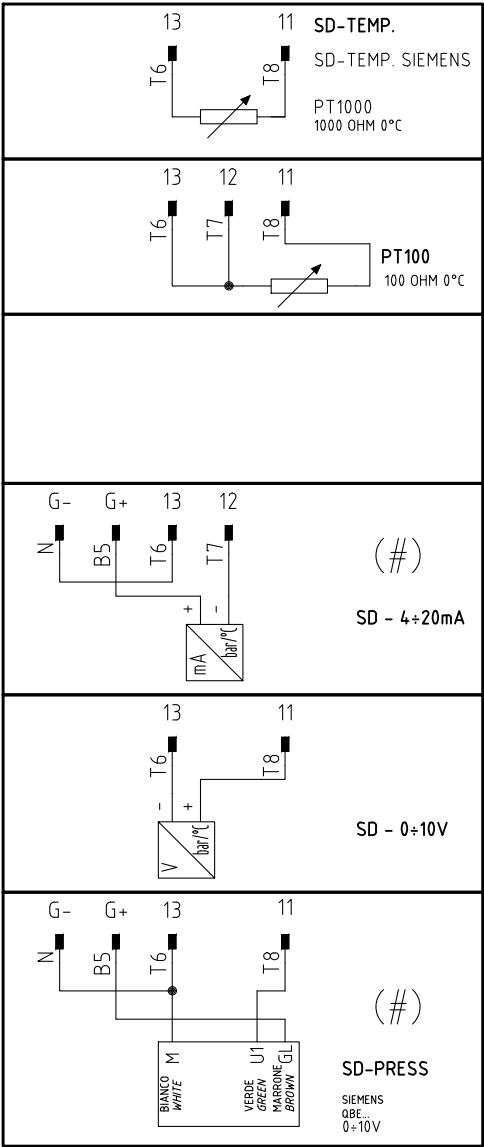 13 11 SD-TEMP.
T6 T8 SD-TEMP. SIEMENS
PT1000
1000 OHM 0°C
13 12 11
T6 T7 T8
PT100
100 OHM 0°C
G- G+ 13 12
N B5 T6 T7
(#)
+ -
mA bar/°C
SD - 4÷20mA
13 11
T6 T8
- +
V bar/°C
SD - 0÷10V
G- G+ 13 11
N B5 T6 T8
(#)
M U1 GL
BIANCO
WHITE
VERDE
GREEN
MARRONE
BROWN
SD-PRESS
SIEMENS
QBE...
0÷10V